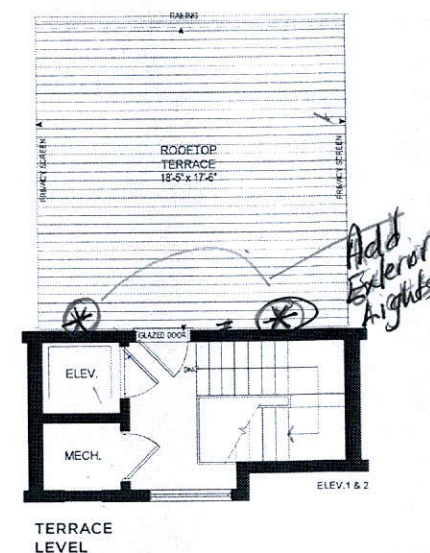 RAILING
ROOFTOP
TERRACE
18'-5" x 17'-6"
PRIVACY SCREEN
PRIVACY SCREEN
Add
Exterior
Lights
GLAZED DOOR
ELEV.
DN
MECH.
ELEV.1 & 2
TERRACE
LEVEL